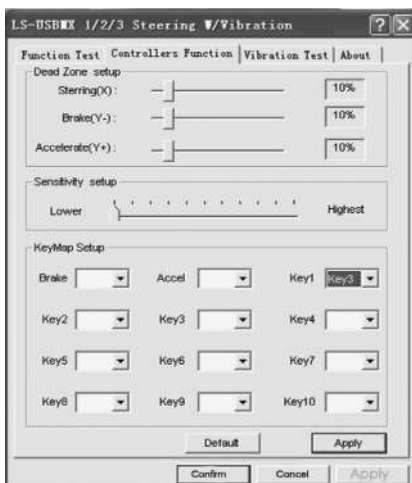 LS-USBMX 1/2/3 Steering W/Vibration
Function Test Controllers Function Vibration Test About
Dead Zone setup
Sterring(X): 10%
Brake(Y-): 10%
Accelerate(Y+): 10%
Sensitivity setup
Lower Highest
KeyMap Setup
Brake Accel Key1 Key3
Key2 Key3 Key4
Key5 Key6 Key7
Key8 Key9 Key10
Default Apply
Confirm Cancel Apply